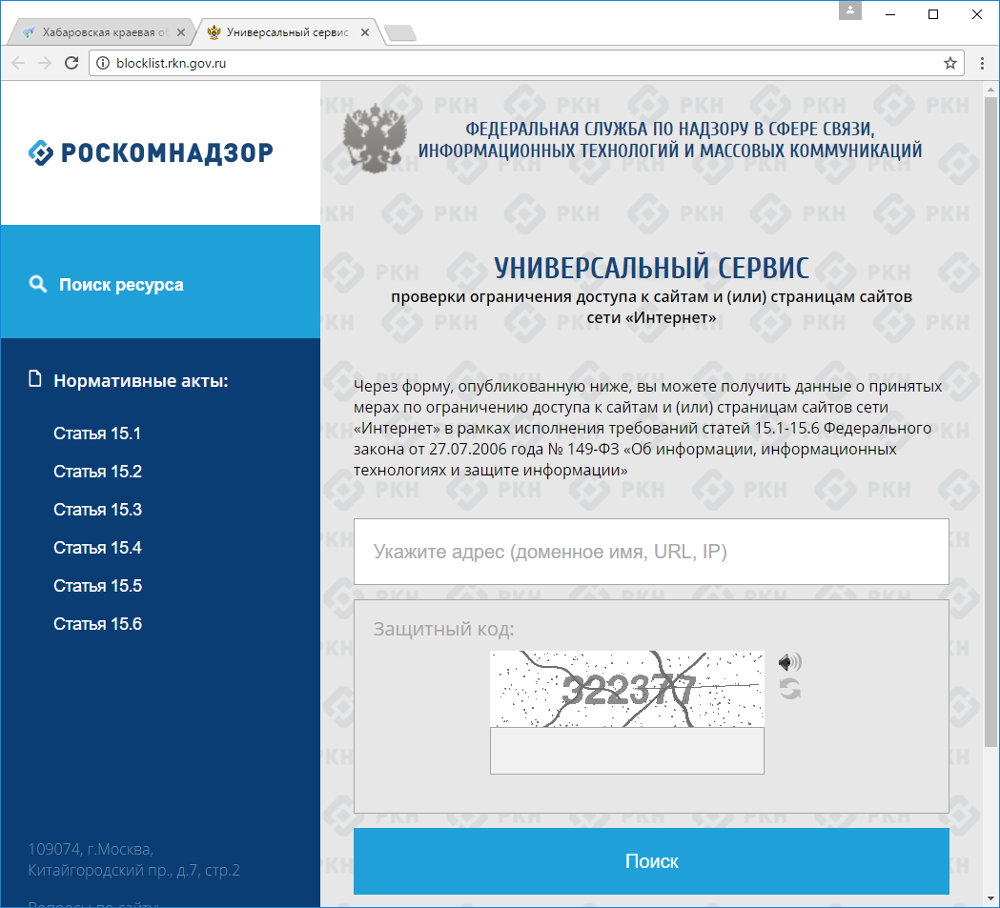 Хабаровская краевая об
Универсальный сервис
blocklist.rkn.gov.ru
РОСКОМНАДЗОР
ФЕДЕРАЛЬНАЯ СЛУЖБА ПО НАДЗОРУ В СФЕРЕ СВЯЗИ,
ИНФОРМАЦИОННЫХ ТЕХНОЛОГИЙ И МАССОВЫХ КОММУНИКАЦИЙ
Поиск ресурса
Нормативные акты:
Статья 15.1
Статья 15.2
Статья 15.3
Статья 15.4
Статья 15.5
Статья 15.6
109074, г.Москва,
Китайгородский пр., д.7, стр.2
Вопросы по сайту:
УНИВЕРСАЛЬНЫЙ СЕРВИС
проверки ограничения доступа к сайтам и (или) страницам сайтов
сети «Интернет»
Через форму, опубликованную ниже, вы можете получить данные о принятых
мерах по ограничению доступа к сайтам и (или) страницам сайтов сети
«Интернет» в рамках исполнения требований статей 15.1-15.6 Федерального
закона от 27.07.2006 года № 149-ФЗ «Об информации, информационных
технологиях и защите информации»
Укажите адрес (доменное имя, URL, IP)
Защитный код:
322377
Поиск